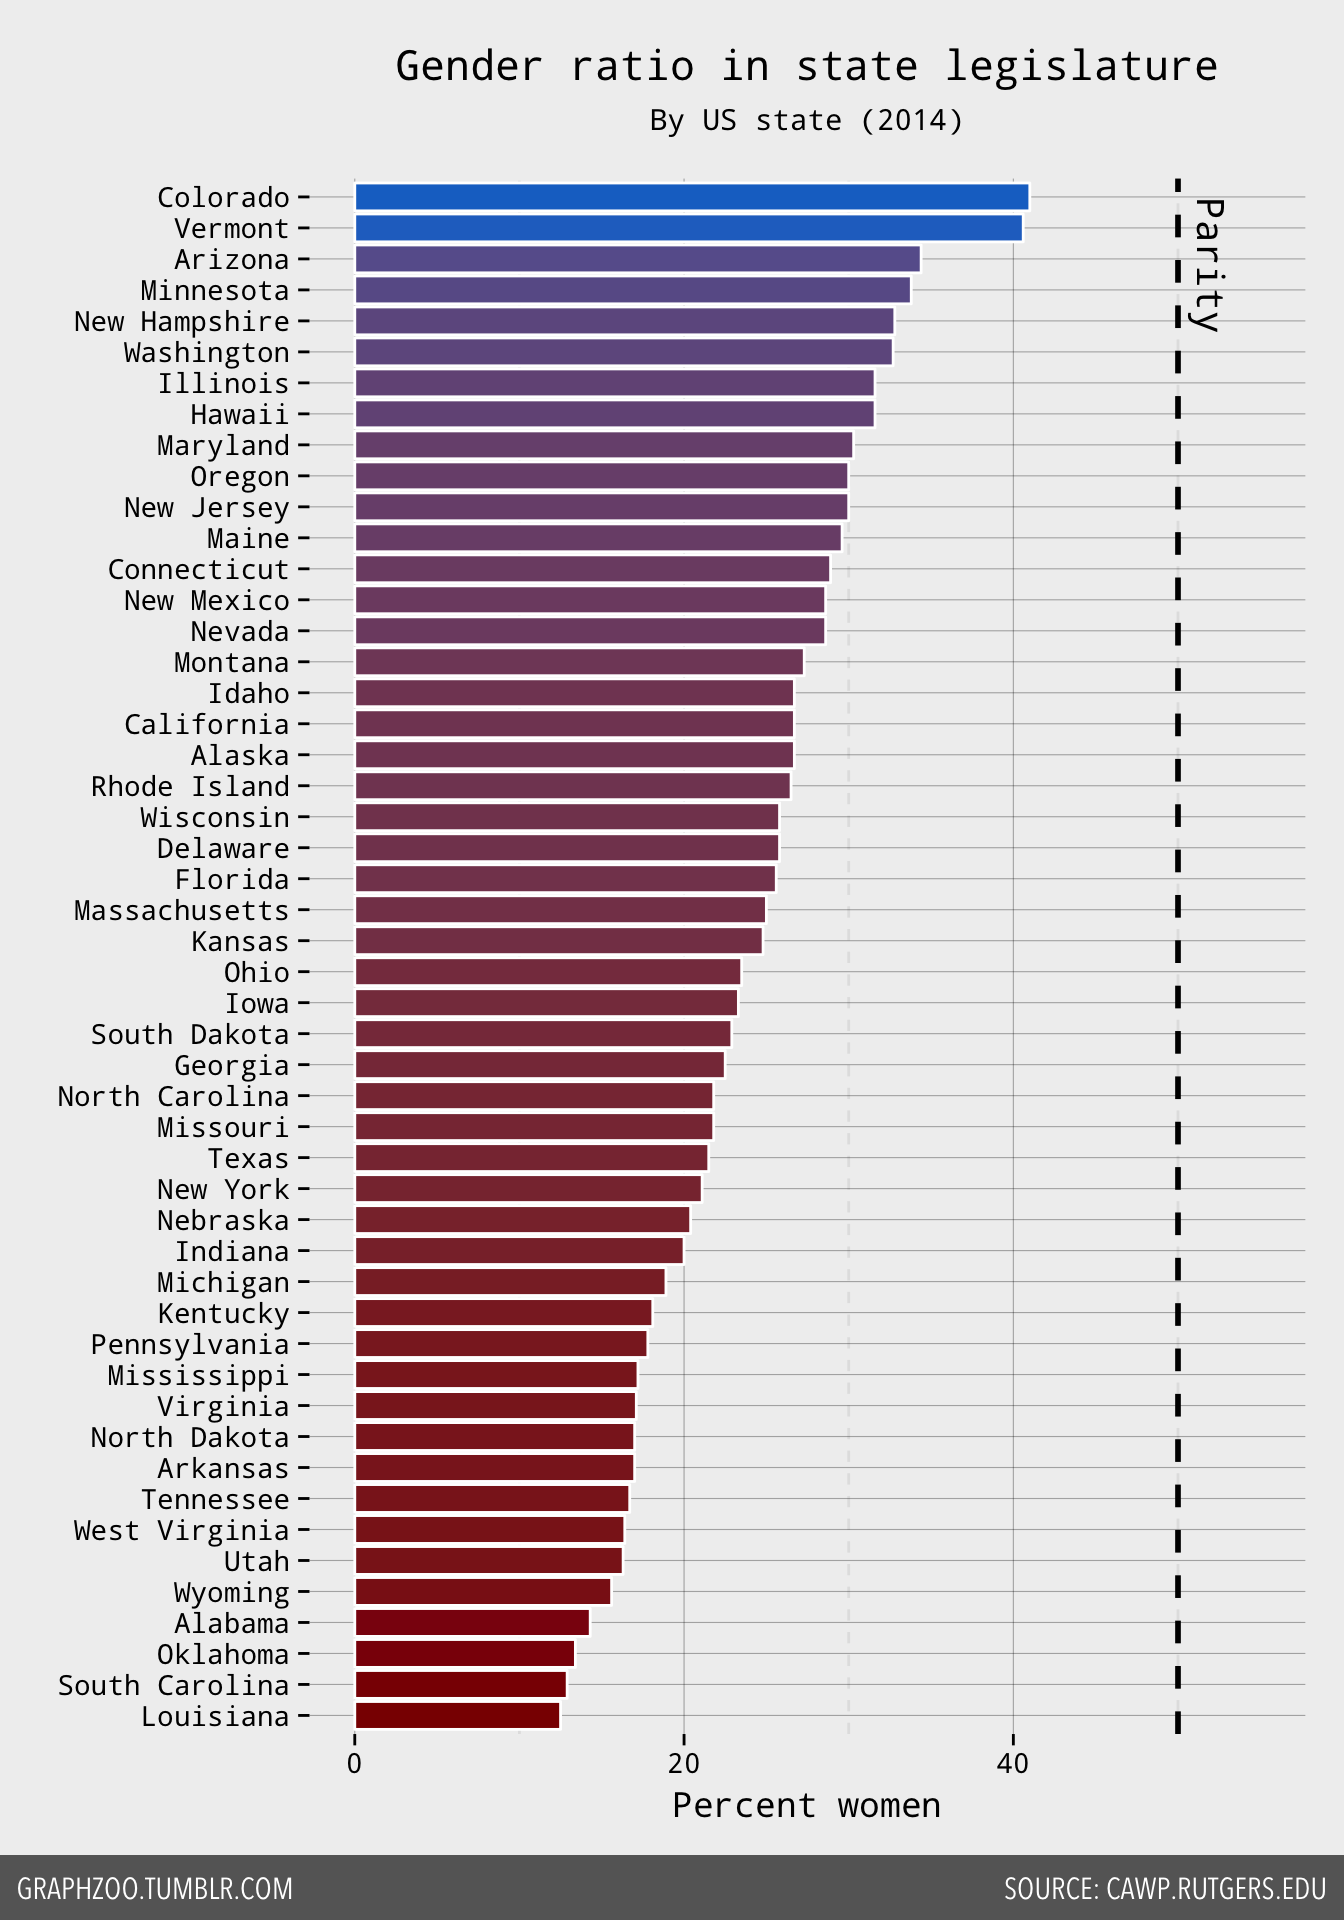 Gender ratio in state legislature
By US state (2014)
Colorado
Vermont
Arizona
Minnesota
New Hampshire
Washington
Illinois
Hawaii
Maryland
Oregon
New Jersey
Maine
Connecticut
New Mexico
Nevada
Montana
Idaho
California
Alaska
Rhode Island
Wisconsin
Delaware
Florida
Massachusetts
Kansas
Ohio
Iowa
South Dakota
Georgia
North Carolina
Missouri
Texas
New York
Nebraska
Indiana
Michigan
Kentucky
Pennsylvania
Mississippi
Virginia
North Dakota
Arkansas
Tennessee
West Virginia
Utah
Wyoming
Alabama
Oklahoma
South Carolina
Louisiana
Parity
0 20 40
Percent women
GRAPHZOO.TUMBLR.COM
SOURCE: CAWP.RUTGERS.EDU